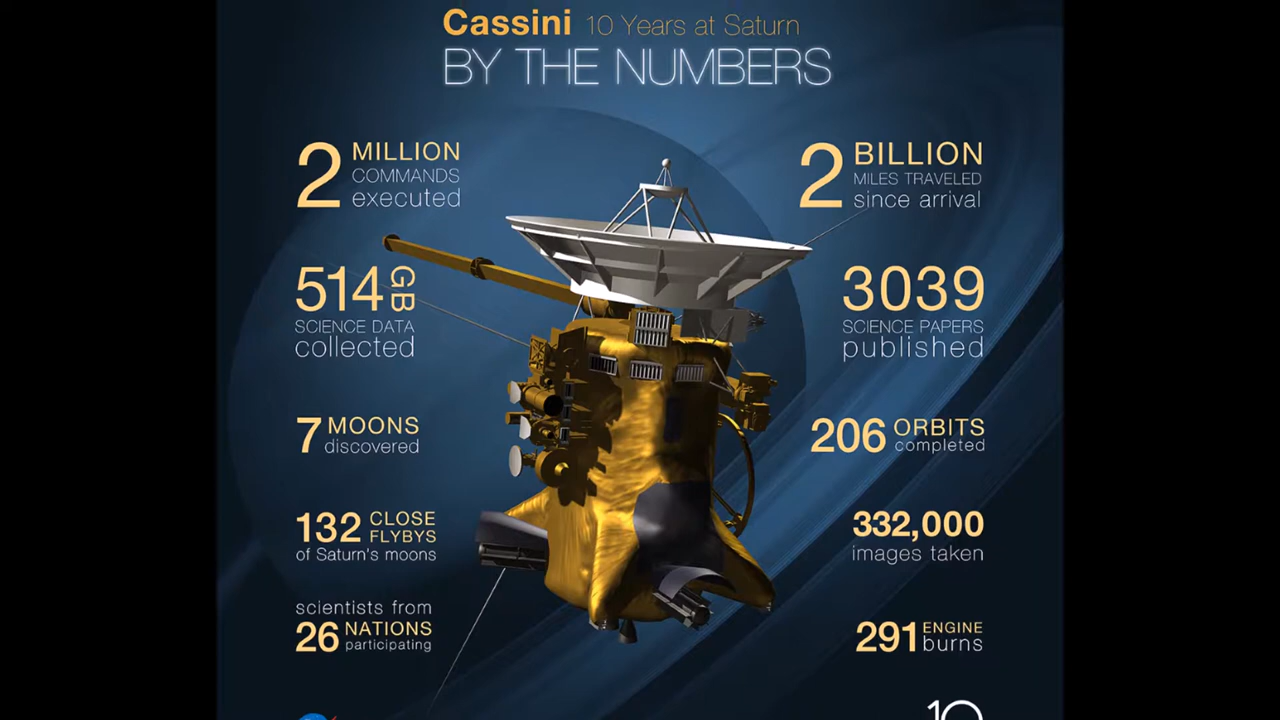 Cassini 10 Years at Saturn
BY THE NUMBERS
2 MILLION
COMMANDS
executed
514 GB
SCIENCE DATA
collected
7 MOONS
discovered
132 CLOSE
FLYBYS
of Saturn's moons
scientists from
26 NATIONS
participating
2 BILLION
MILES TRAVELED
since arrival
3039
SCIENCE PAPERS
published
206 ORBITS
completed
332,000
images taken
291 ENGINE
burns
10